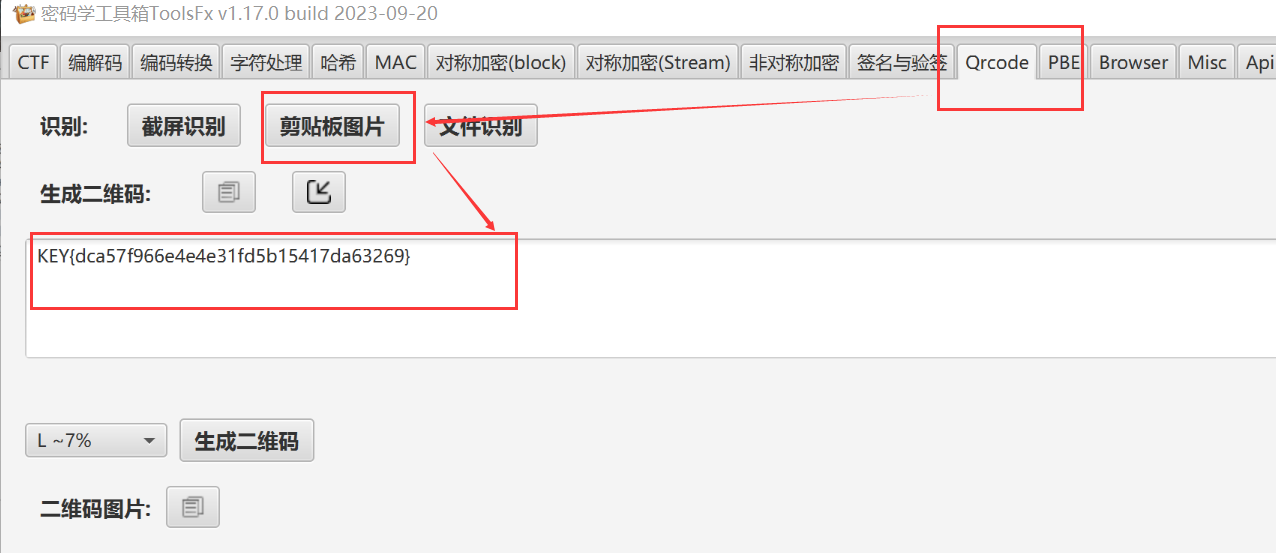 密码学工具箱ToolsFx v1.17.0 build 2023-09-20
CTF 编解码 编码转换 字符处理 哈希 MAC 对称加密(block) 对称加密(Stream) 非对称加密 签名与验签 Qrcode PBE Browser Misc Api
识别: 截屏识别 剪贴板图片 文件识别
生成二维码:
KEY{dca57f966e4e4e31fd5b15417da63269}
L ~7% 生成二维码
二维码图片: